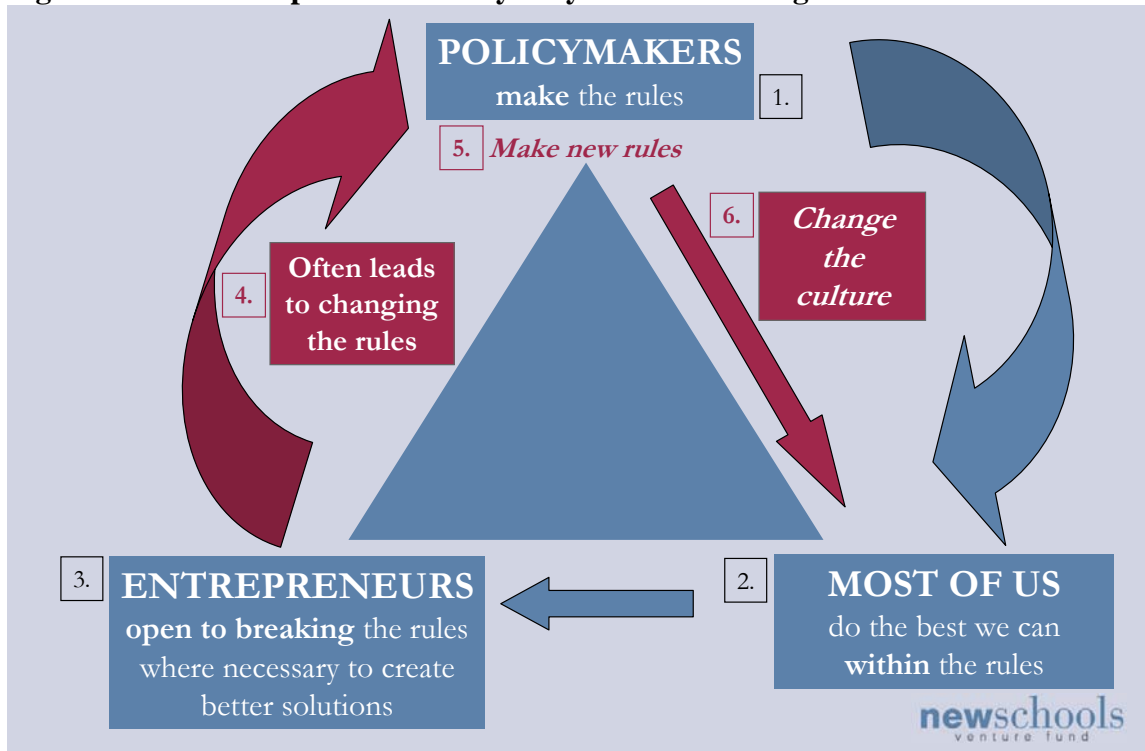 POLICYMAKERS
make the rules
1.
5.
Make new rules
6.
Change
the
culture
4.
Often leads
to changing
the rules
3.
ENTREPRENEURS
open to breaking the rules
where necessary to create
better solutions
2.
MOST OF US
do the best we can
within the rules
newschools
venture fund